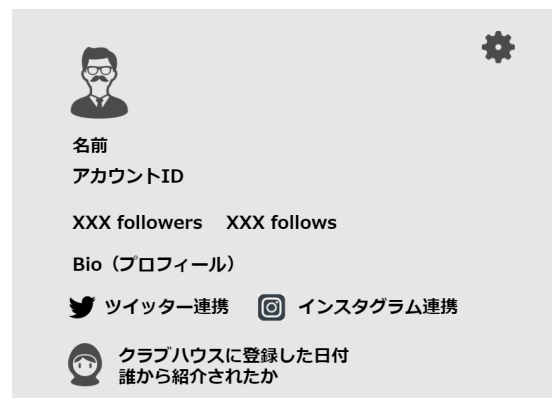 名前
アカウントID
XXX followers XXX follows
Bio（プロフィール）
ツイッター連携 インスタグラム連携
クラブハウスに登録した日付
誰から紹介されたか